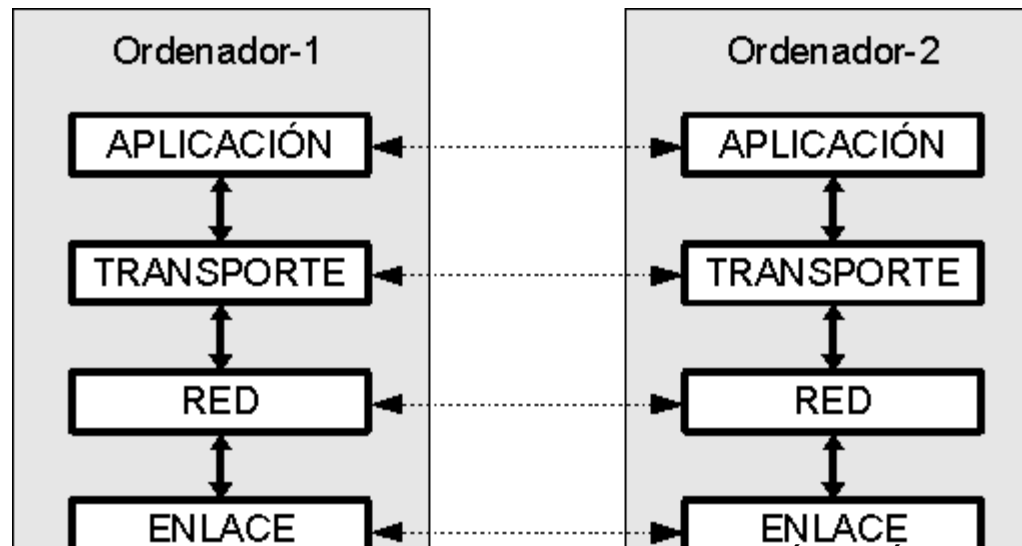 Ordenador-1
Ordenador-2
APLICACIÓN
APLICACIÓN
TRANSPORTE
TRANSPORTE
RED
RED
ENLACE
ENLACE